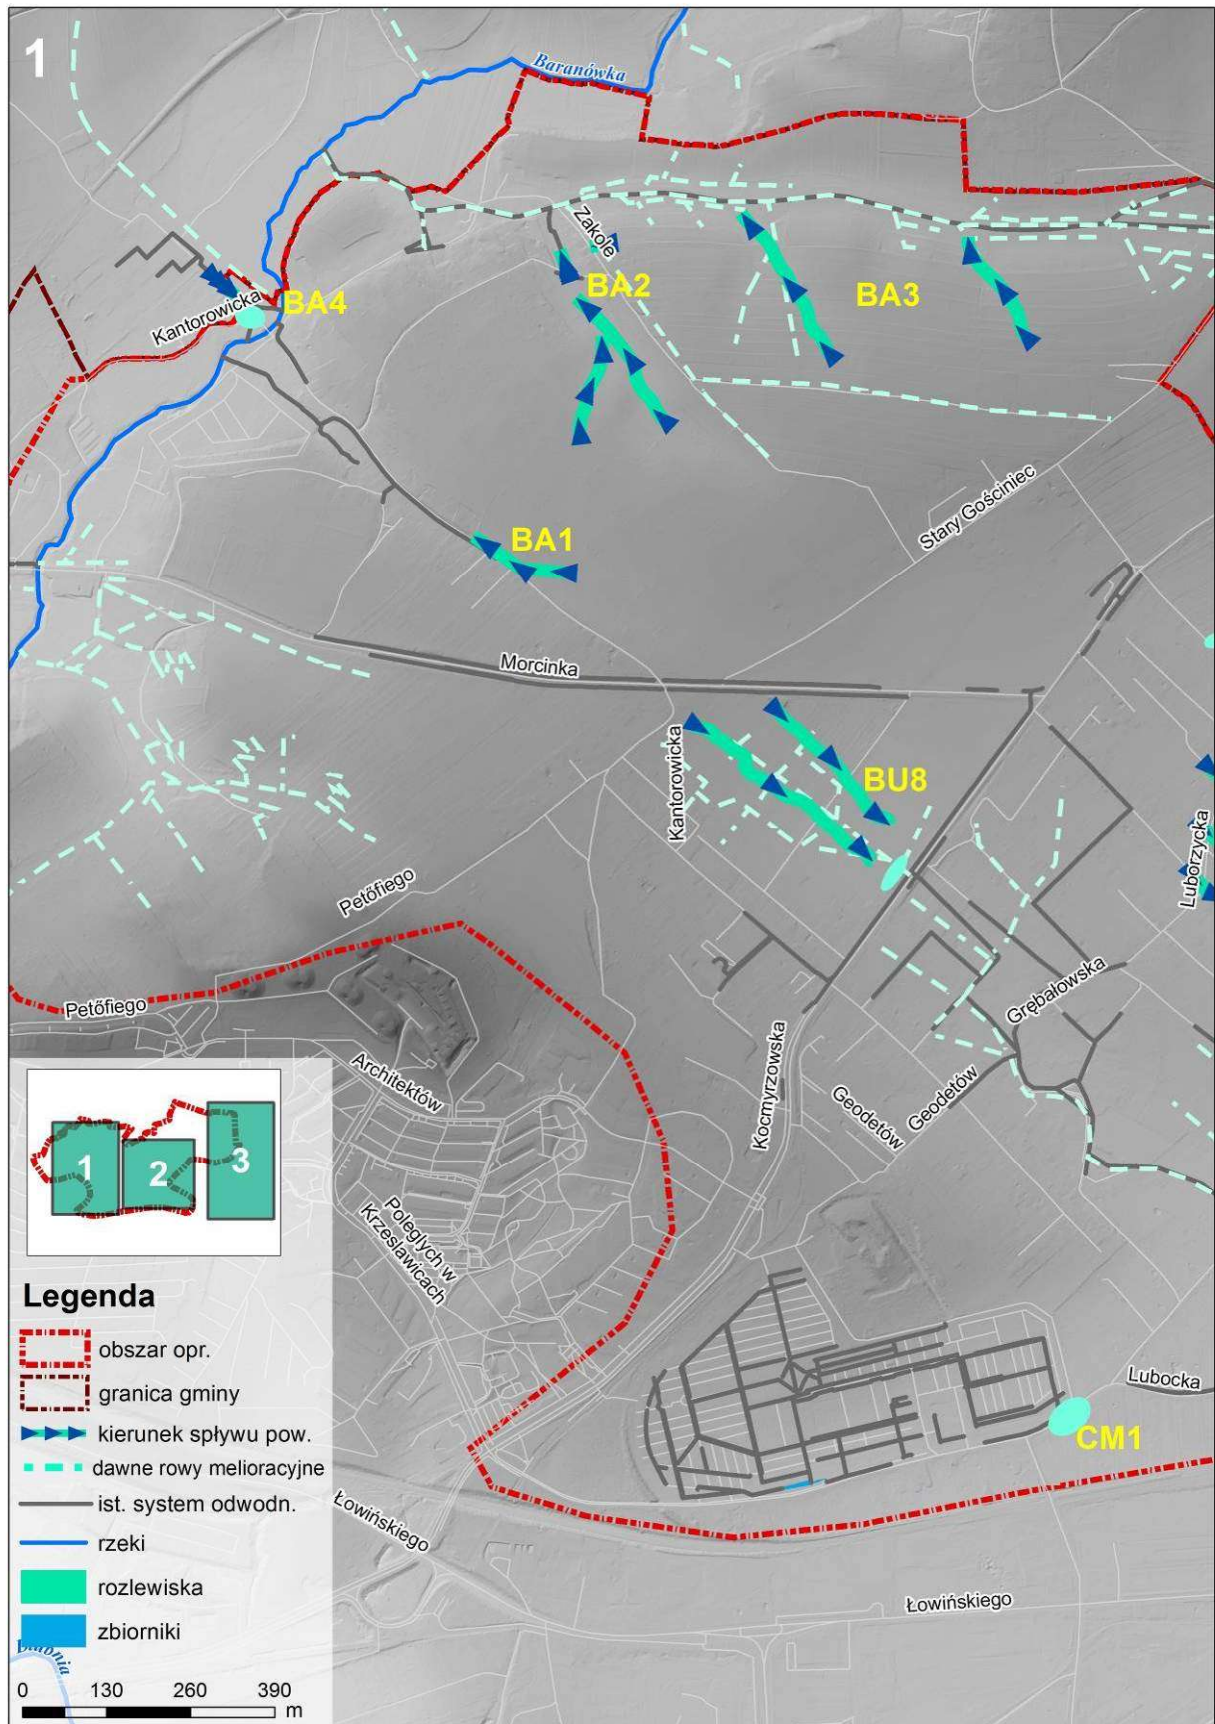 1
Baranówka
Zakole
BA2
BA3
BA4
Kantorowicka
Stary Gościniec
BA1
Morcinka
Kantorowicka
BU8
Luborzycka
Petőfiego
Grębałowska
Petőfiego
Kocmyrzowska
Architektów
Geodetów
Geodetów
1
2
3
Poległych w
Krzesławicach
Legenda
obszar opr.
granica gminy
kierunek spływu pow.
dawne rowy melioracyjne
ist. system odwodn.
rzeki
rozlewiska
zbiorniki
0 130 260 390
m
Lubocka
CM1
Łowińskiego
Łowińskiego